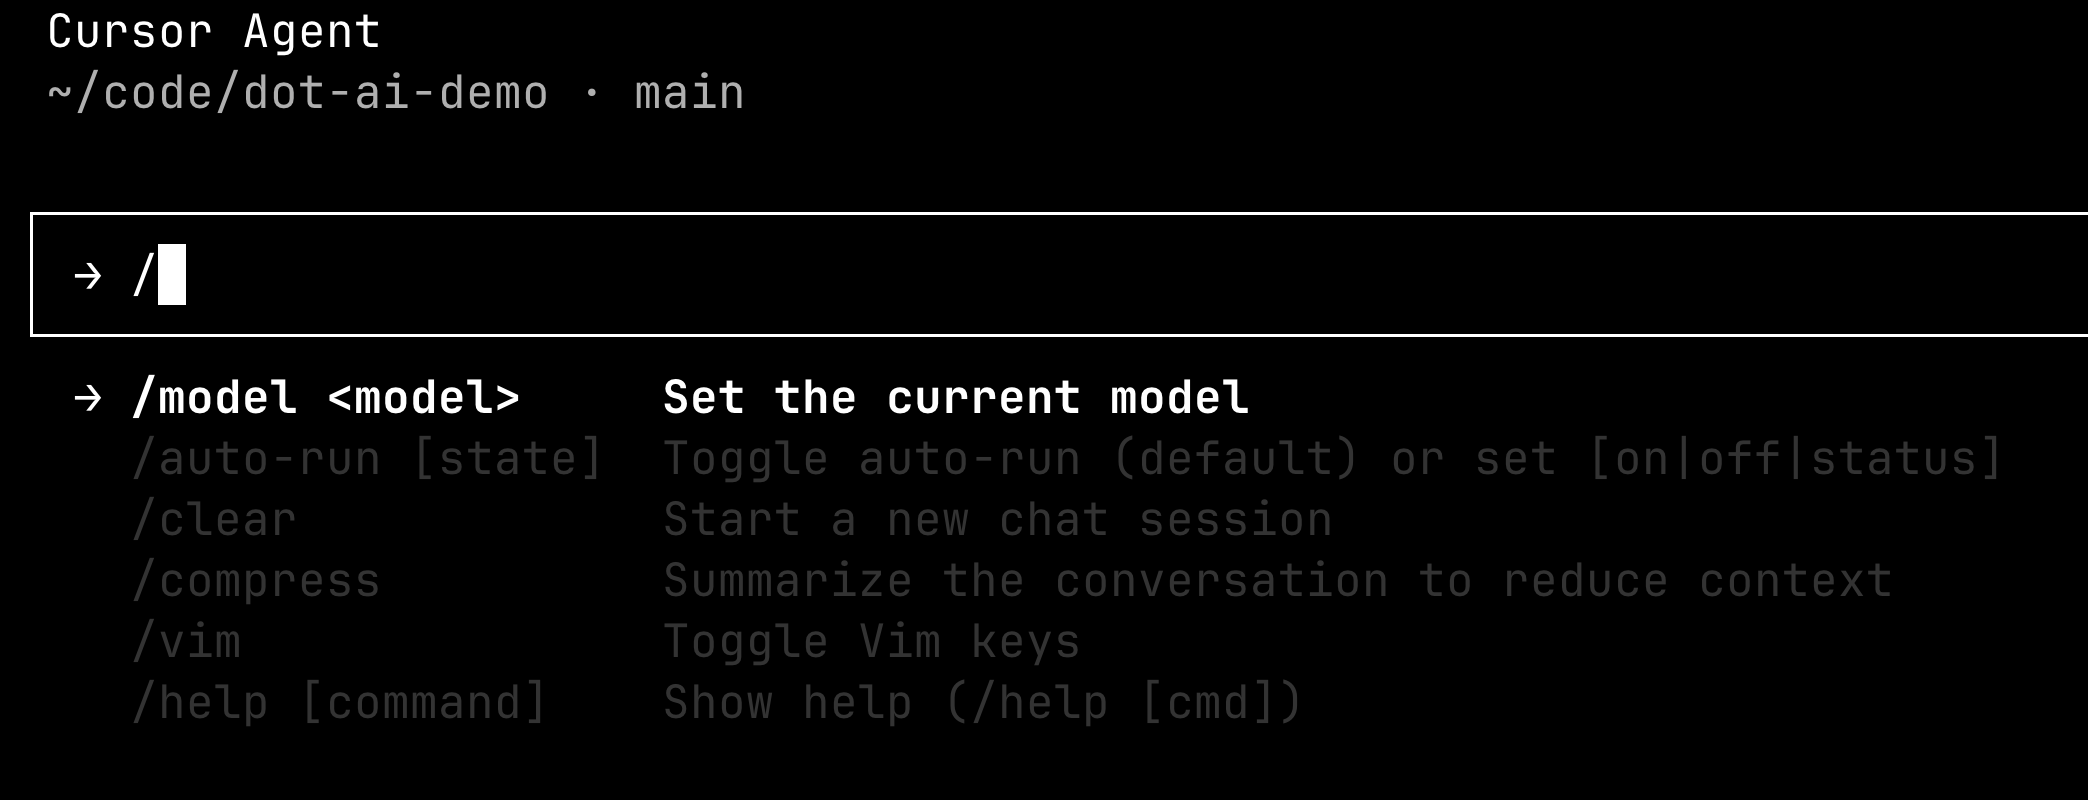 Cursor Agent
~/code/dot-ai-demo · main
→ /
→ /model <model> Set the current model
/auto-run [state] Toggle auto-run (default) or set [on|off|status]
/clear Start a new chat session
/compress Summarize the conversation to reduce context
/vim Toggle Vim keys
/help [command] Show help (/help [cmd])